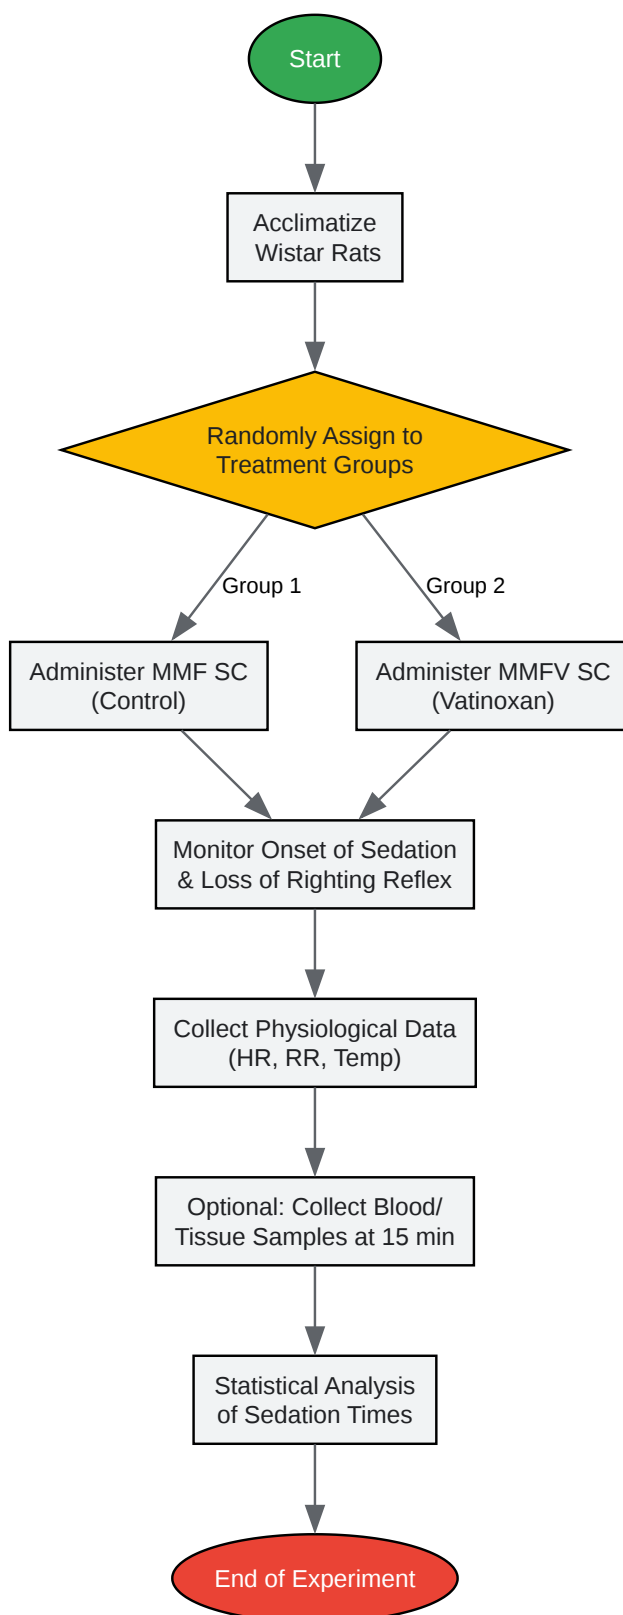 Start
Acclimatize
Wistar Rats
Randomly Assign to
Treatment Groups
Group 1
Group 2
Administer MMF SC
(Control)
Administer MMFV SC
(Vatinoxan)
Monitor Onset of Sedation
& Loss of Righting Reflex
Collect Physiological Data
(HR, RR, Temp)
Optional: Collect Blood/
Tissue Samples at 15 min
Statistical Analysis
of Sedation Times
End of Experiment